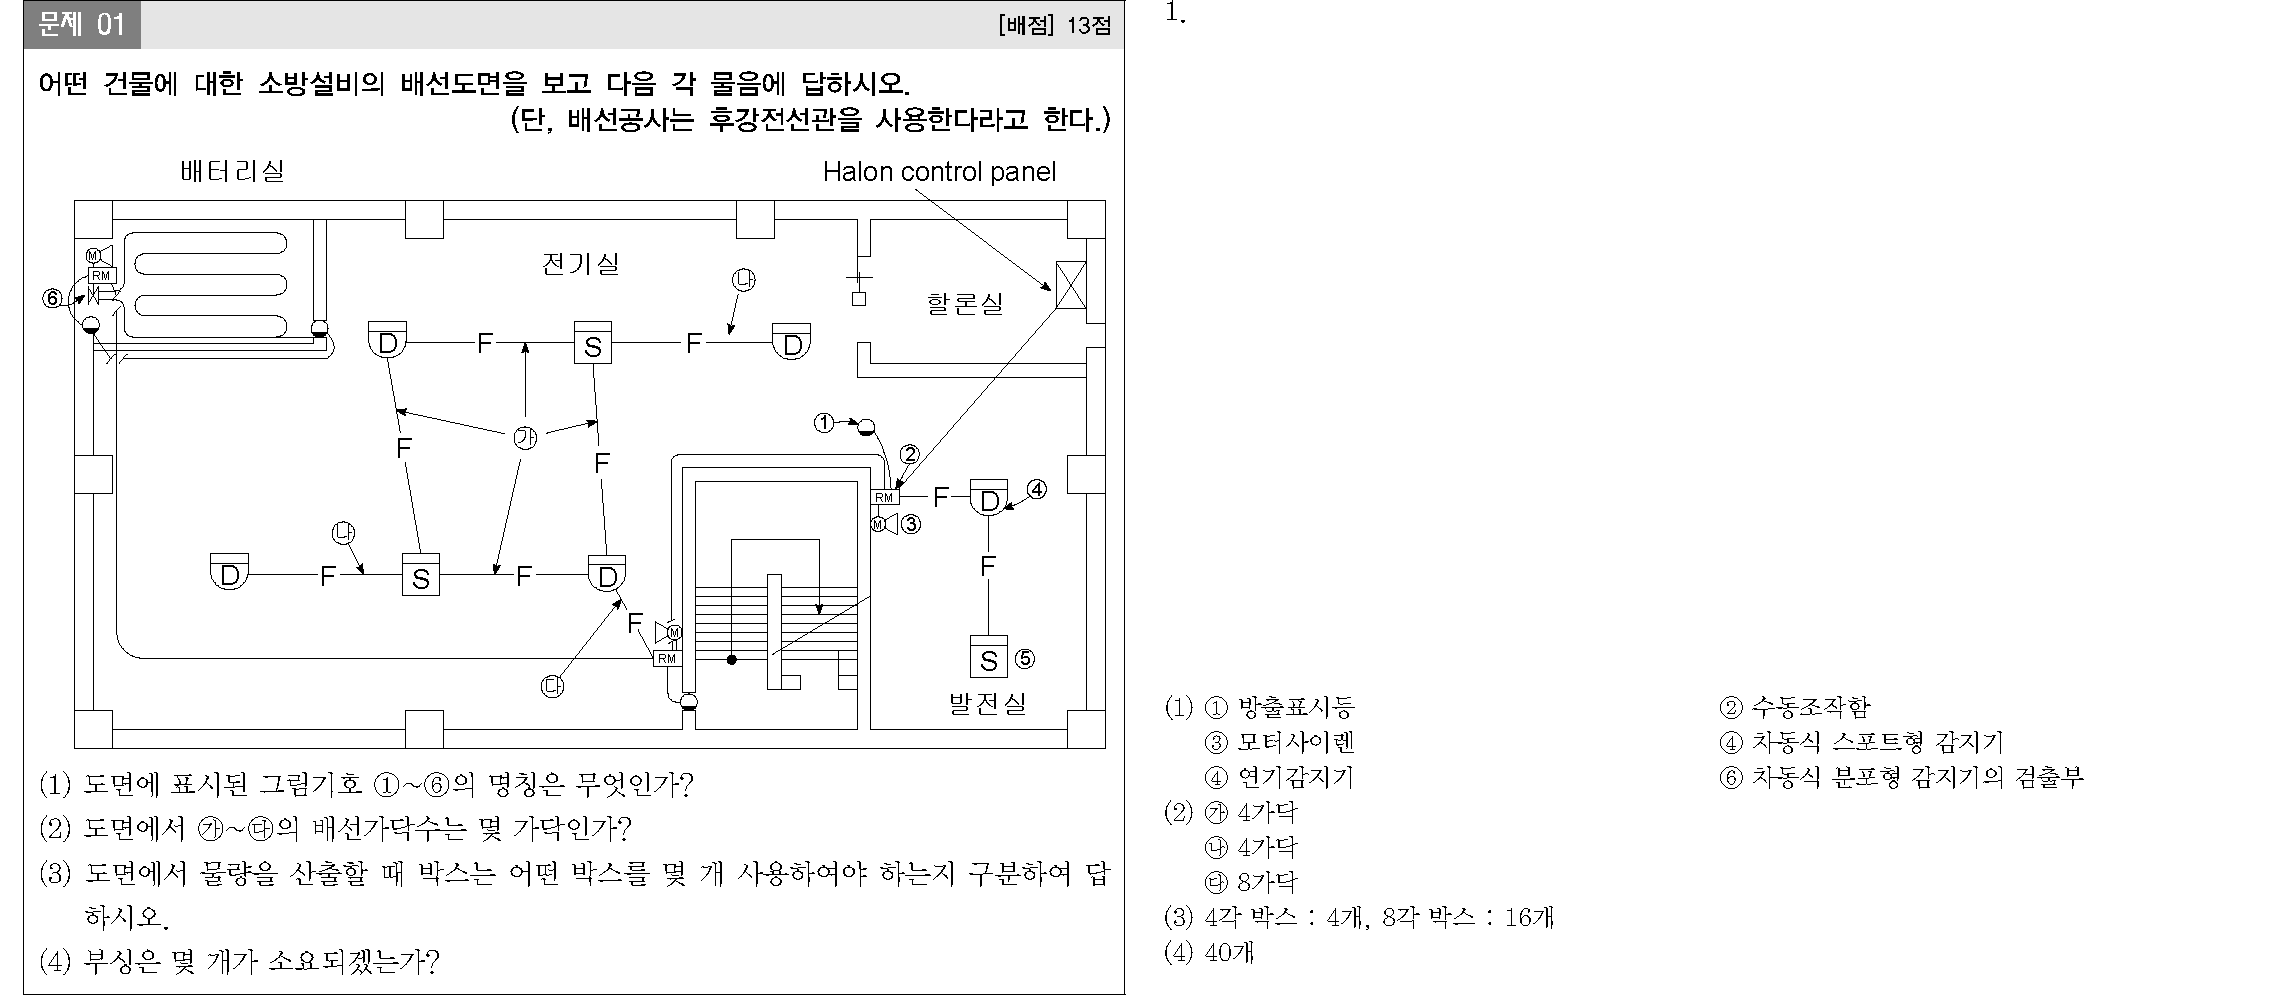 문제 01
[배점] 13점
어떤 건물에 대한 소방설비의 배선도면을 보고 다음 각 물음에 답하시오.
(단, 배선공사는 후강전선관을 사용한다라고 한다.)
배터리실
Halon control panel
전기실
할론실
M
RM
⑥
㉯
D
F
S
F
D
①
㉮
②
F
F
RM
F
D
④
M
③
㉯
F
D
F
S
F
D
F
M
RM
㉰
S
⑤
발전실
(1) 도면에 표시된 그림기호 ①~⑥의 명칭은 무엇인가?
(2) 도면에서 ㉮~㉰의 배선가닥수는 몇 가닥인가?
(3) 도면에서 물량을 산출할 때 박스는 어떤 박스를 몇 개 사용하여야 하는지 구분하여 답
하시오.
(4) 부싱은 몇 개가 소요되겠는가?
1.
(1) ① 방출표시등 ② 수동조작함
③ 모터사이렌 ④ 차동식 스포트형 감지기
④ 연기감지기 ⑥ 차동식 분포형 감지기의 검출부
(2) ㉮ 4가닥
㉯ 4가닥
㉰ 8가닥
(3) 4각 박스 : 4개, 8각 박스 : 16개
(4) 40개